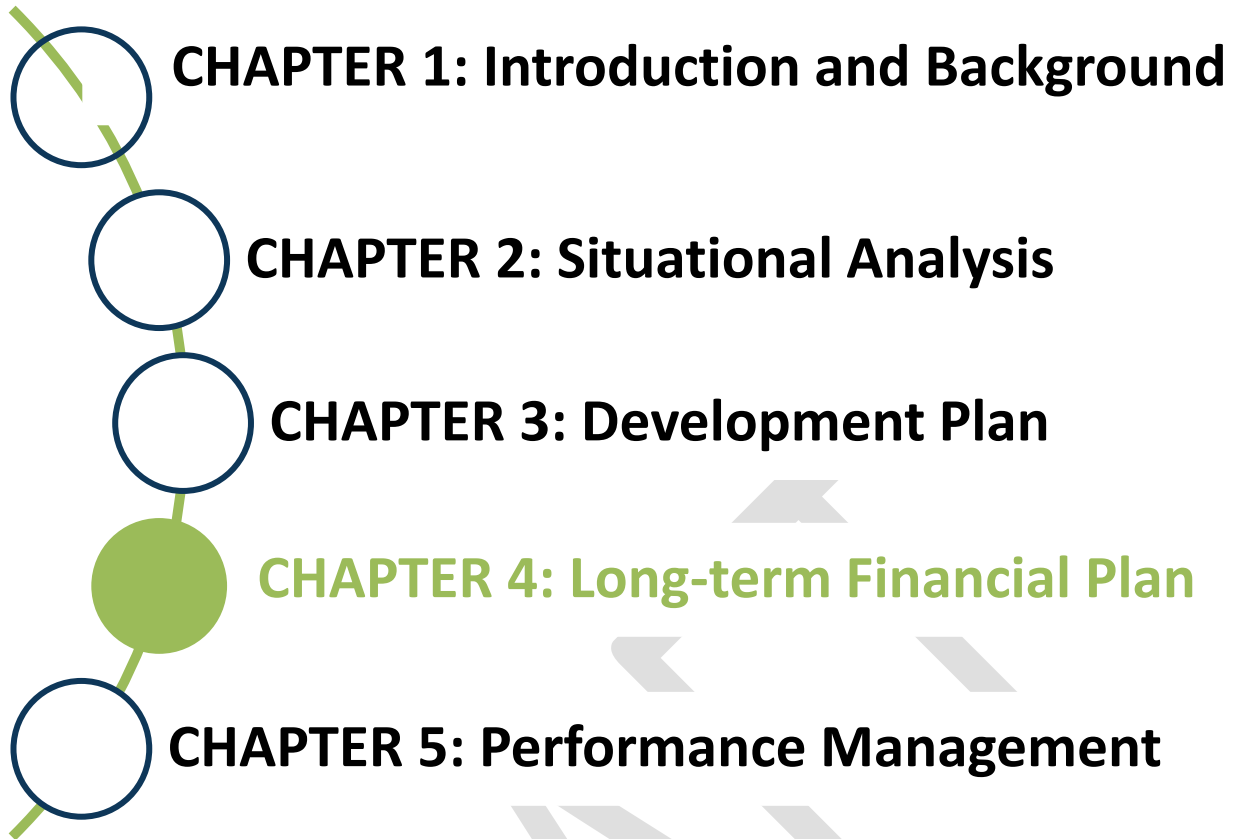 CHAPTER 1: Introduction and Background
CHAPTER 2: Situational Analysis
CHAPTER 3: Development Plan
CHAPTER 4: Long-term Financial Plan
CHAPTER 5: Performance Management